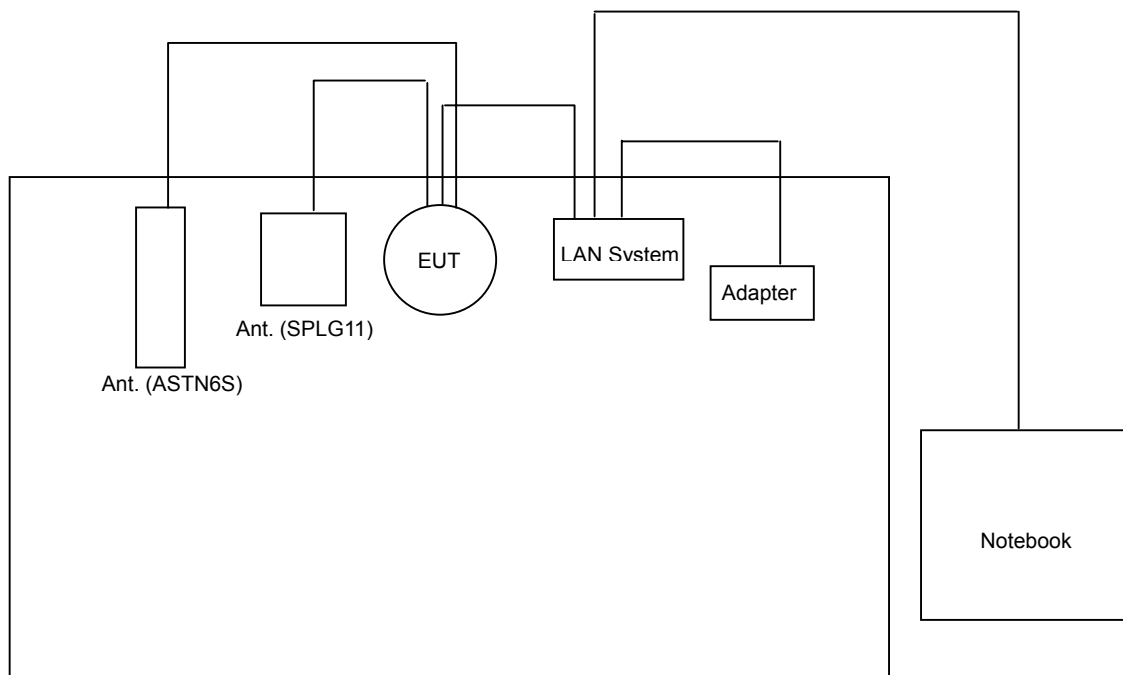 EUT
LAN System
Adapter
Ant. (SPLG11)
Ant. (ASTN6S)
Notebook